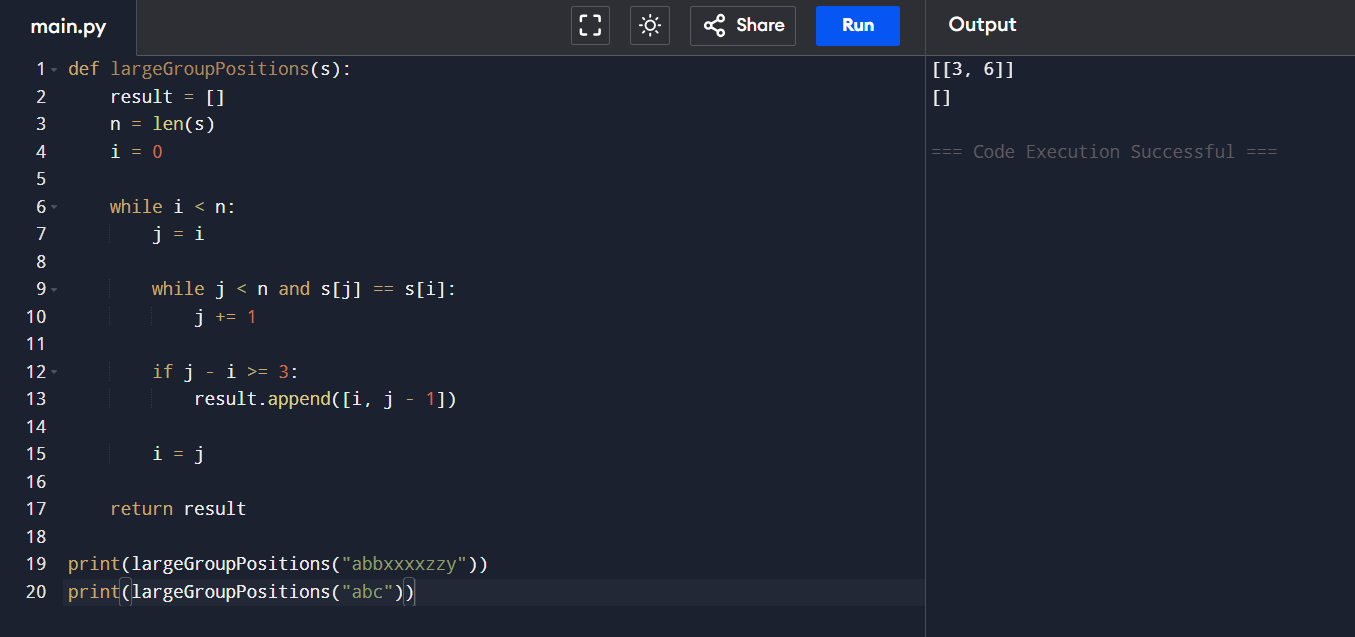 main.py
Share
Run
Output
1 def largeGroupPositions(s):
2     result = []
3     n = len(s)
4     i = 0
5
6     while i < n:
7         j = i
8
9         while j < n and s[j] == s[i]:
10             j += 1
11
12         if j - i >= 3:
13             result.append([i, j - 1])
14
15         i = j
16
17     return result
18
19 print(largeGroupPositions("abbxxxxzzy"))
20 print(largeGroupPositions("abc"))
[[3, 6]]
[]
=== Code Execution Successful ===